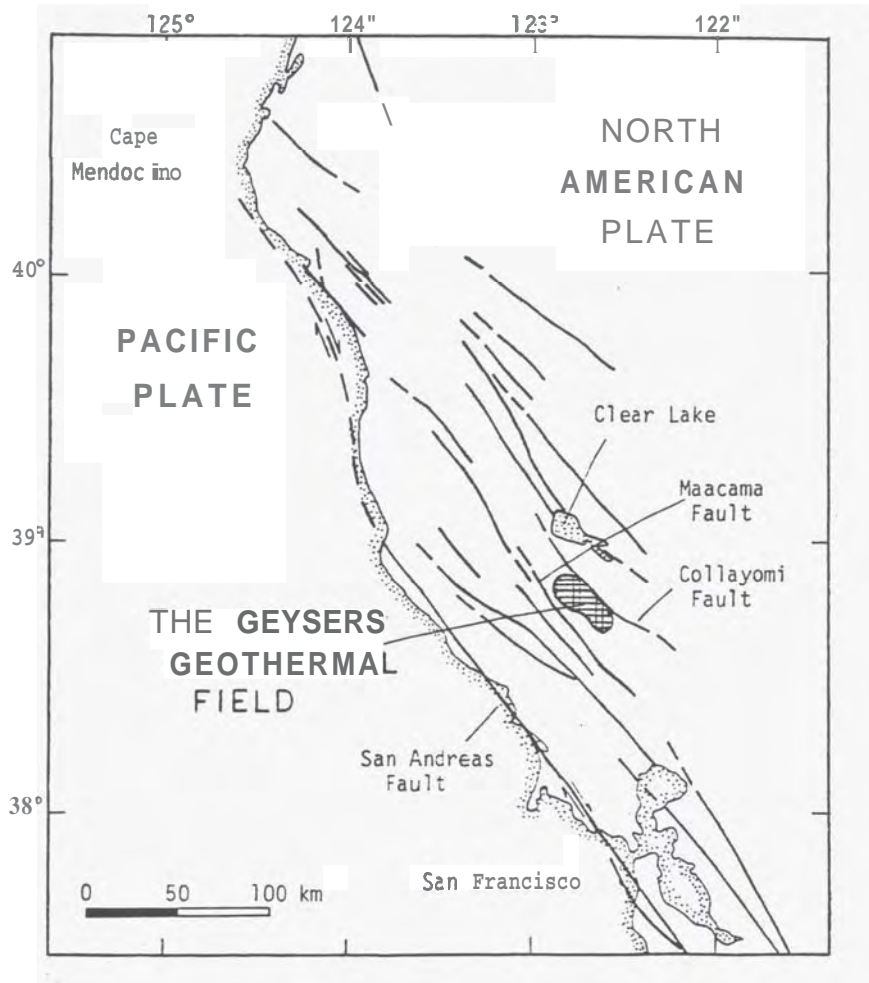 125° 124" 123° 122"
Cape
Mendoc ino
NORTH
AMERICAN
PLATE
40°
PACIFIC
PLATE
Clear Lake
Maacama
Fault
39°
Collayomi
Fault
THE GEYSERS
GEOTHERMAL
FIELD
San Andreas
Fault
38°
0 50 100 km
San Francisco